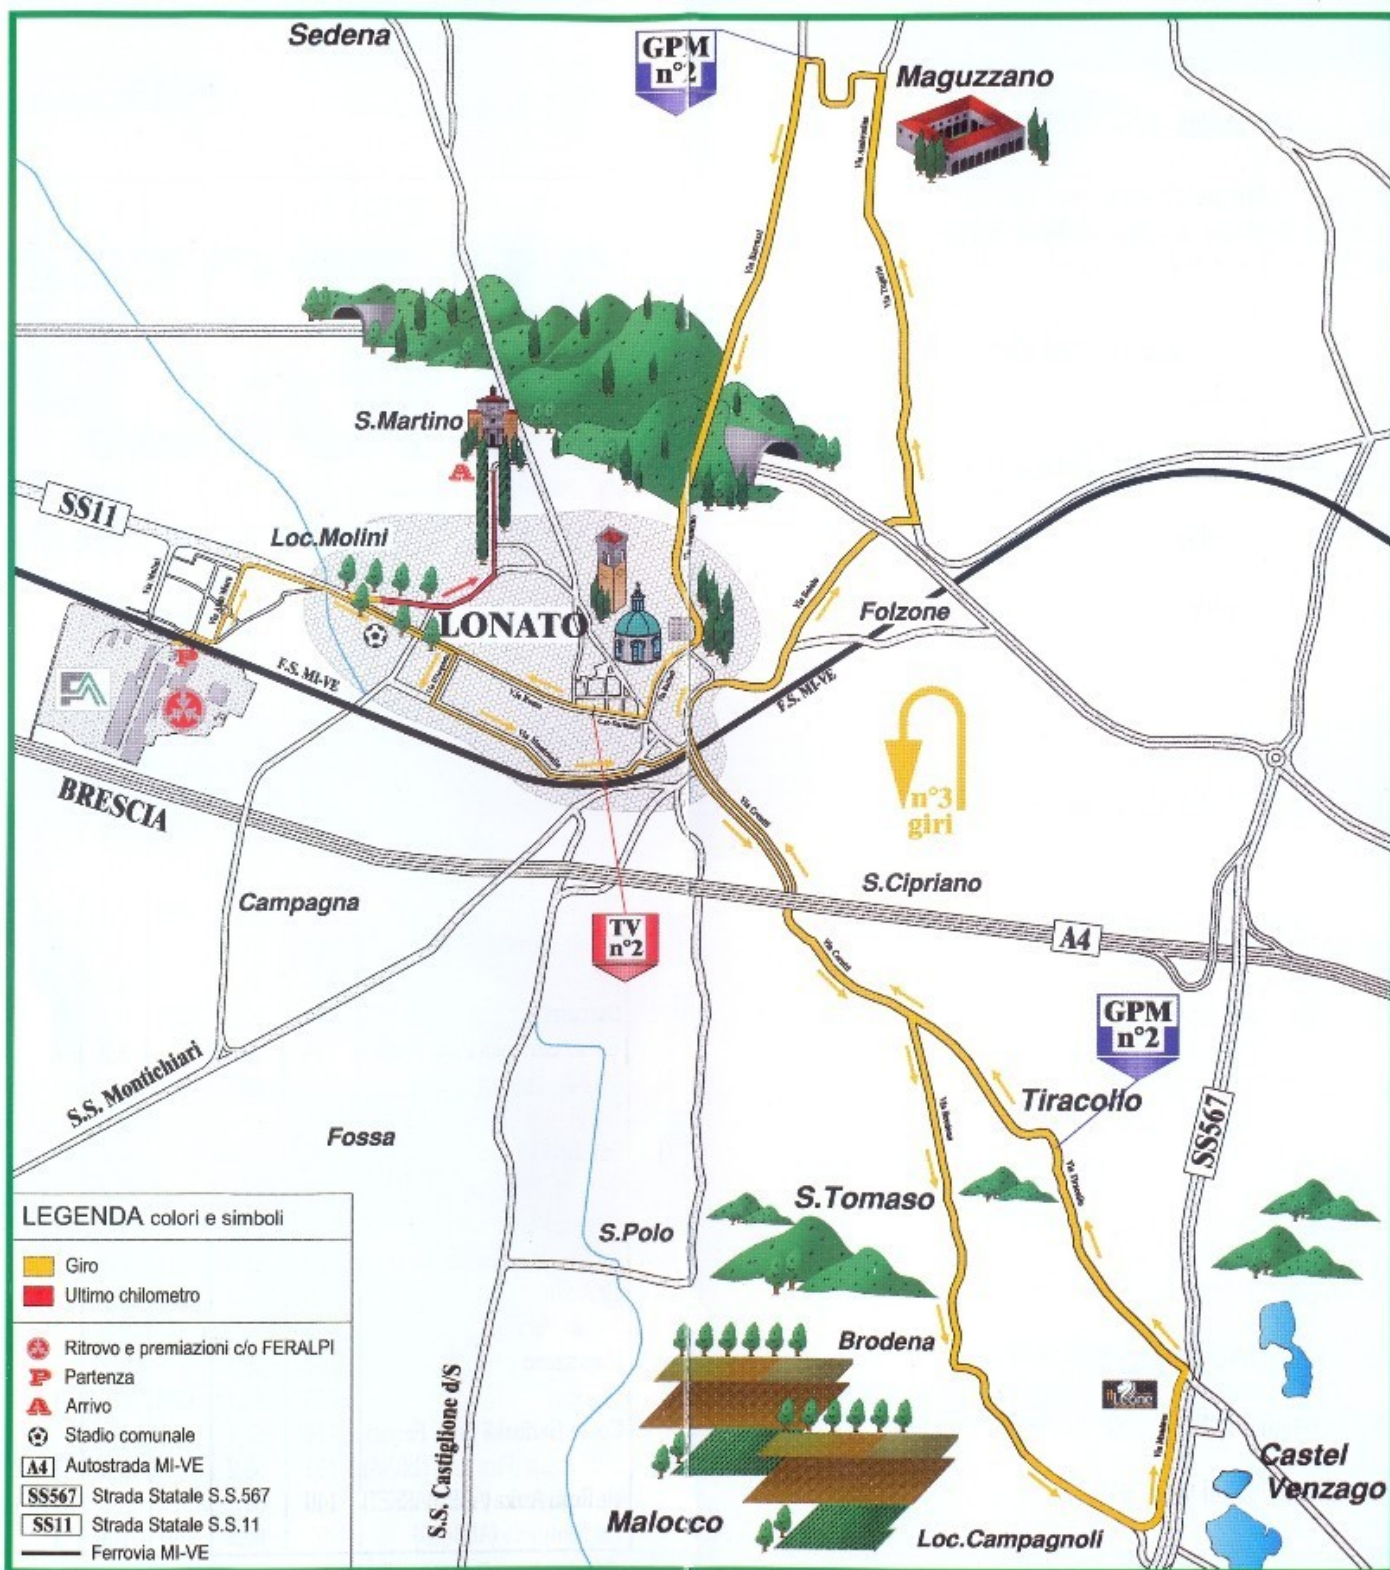 Sedena
GPM
n°2
Maguzzano
S.Martino
A
SS11
Loc.Molini
LONATO
Folzone
F.S. MI-VE
F.S. MI-VE
P
BRESCIA
n°3
giri
S.Cipriano
Campagna
TV
n°2
A4
GPM
n°2
S.S. Montichiari
Tiracollo
SS567
Fossa
S.Tomaso
S.Polo
Brodena
il Leone
Castel
Venzago
S.S. Castiglione d/S
Malocco
Loc.Campagnoli
LEGENDA colori e simboli
Giro
Ultimo chilometro
Ritrovo e premiazioni c/o FERALPI
P Partenza
A Arrivo
Stadio comunale
A4 Autostrada MI-VE
SS567 Strada Statale S.S.567
SS11 Strada Statale S.S.11
Ferrovia MI-VE